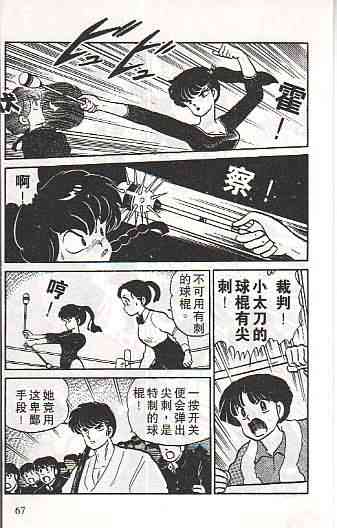 霍！
啊！
察！
裁判！
小太刀的
球棍有尖
刺！
不可用有刺
的球棍。
哼！
一按开关
便会弹出
尖刺，是
特制的球
棍！
她竟用
这卑鄙
手段！
67